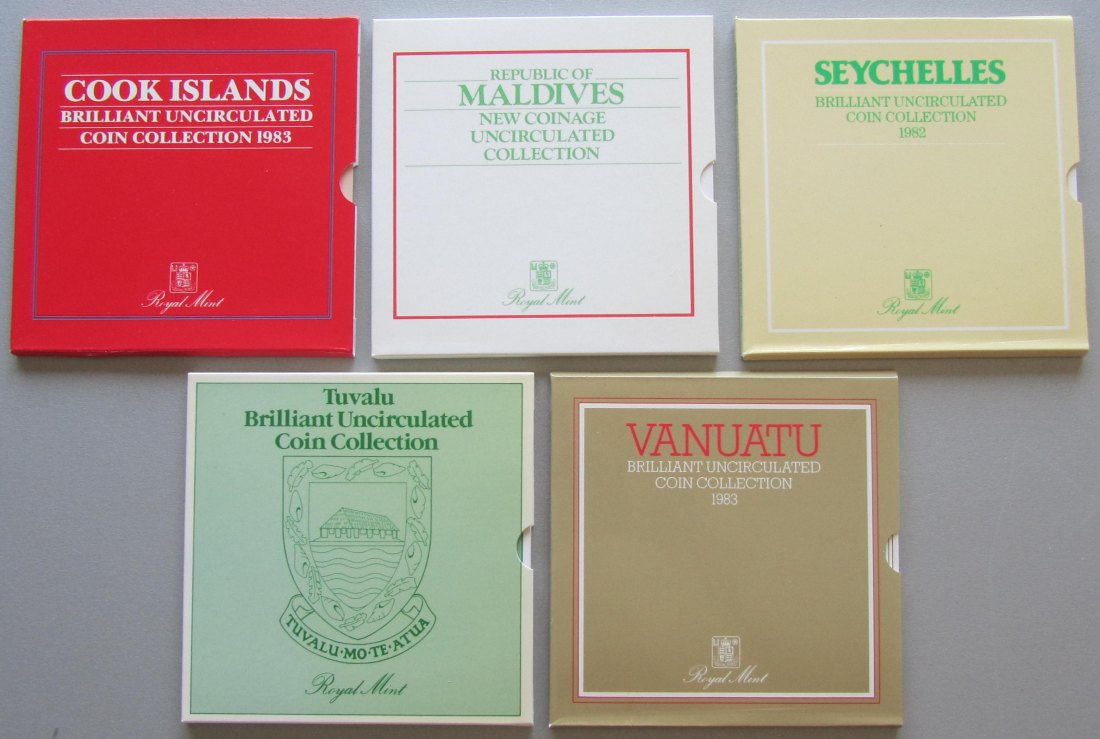 COOK ISLANDS
BRILLIANT UNCIRCULATED
COIN COLLECTION 1983
Royal Mint
REPUBLIC OF
MALDIVES
NEW COINAGE
UNCIRCULATED
COLLECTION
Royal Mint
SEYCHELLES
BRILLIANT UNCIRCULATED
COIN COLLECTION
1982
Royal Mint
Tuvalu
Brilliant Uncirculated
Coin Collection
TUVALU·MO·TE·ATUA
Royal Mint
VANUATU
BRILLIANT UNCIRCULATED
COIN COLLECTION
1983
Royal Mint